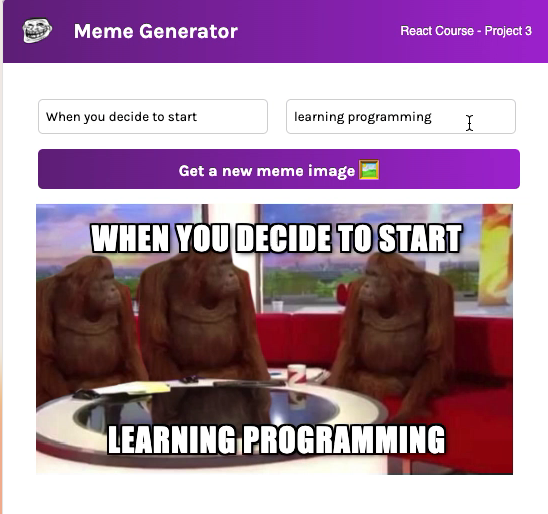 Meme Generator
React Course - Project 3
When you decide to start
learning programming
Get a new meme image
WHEN YOU DECIDE TO START
LEARNING PROGRAMMING